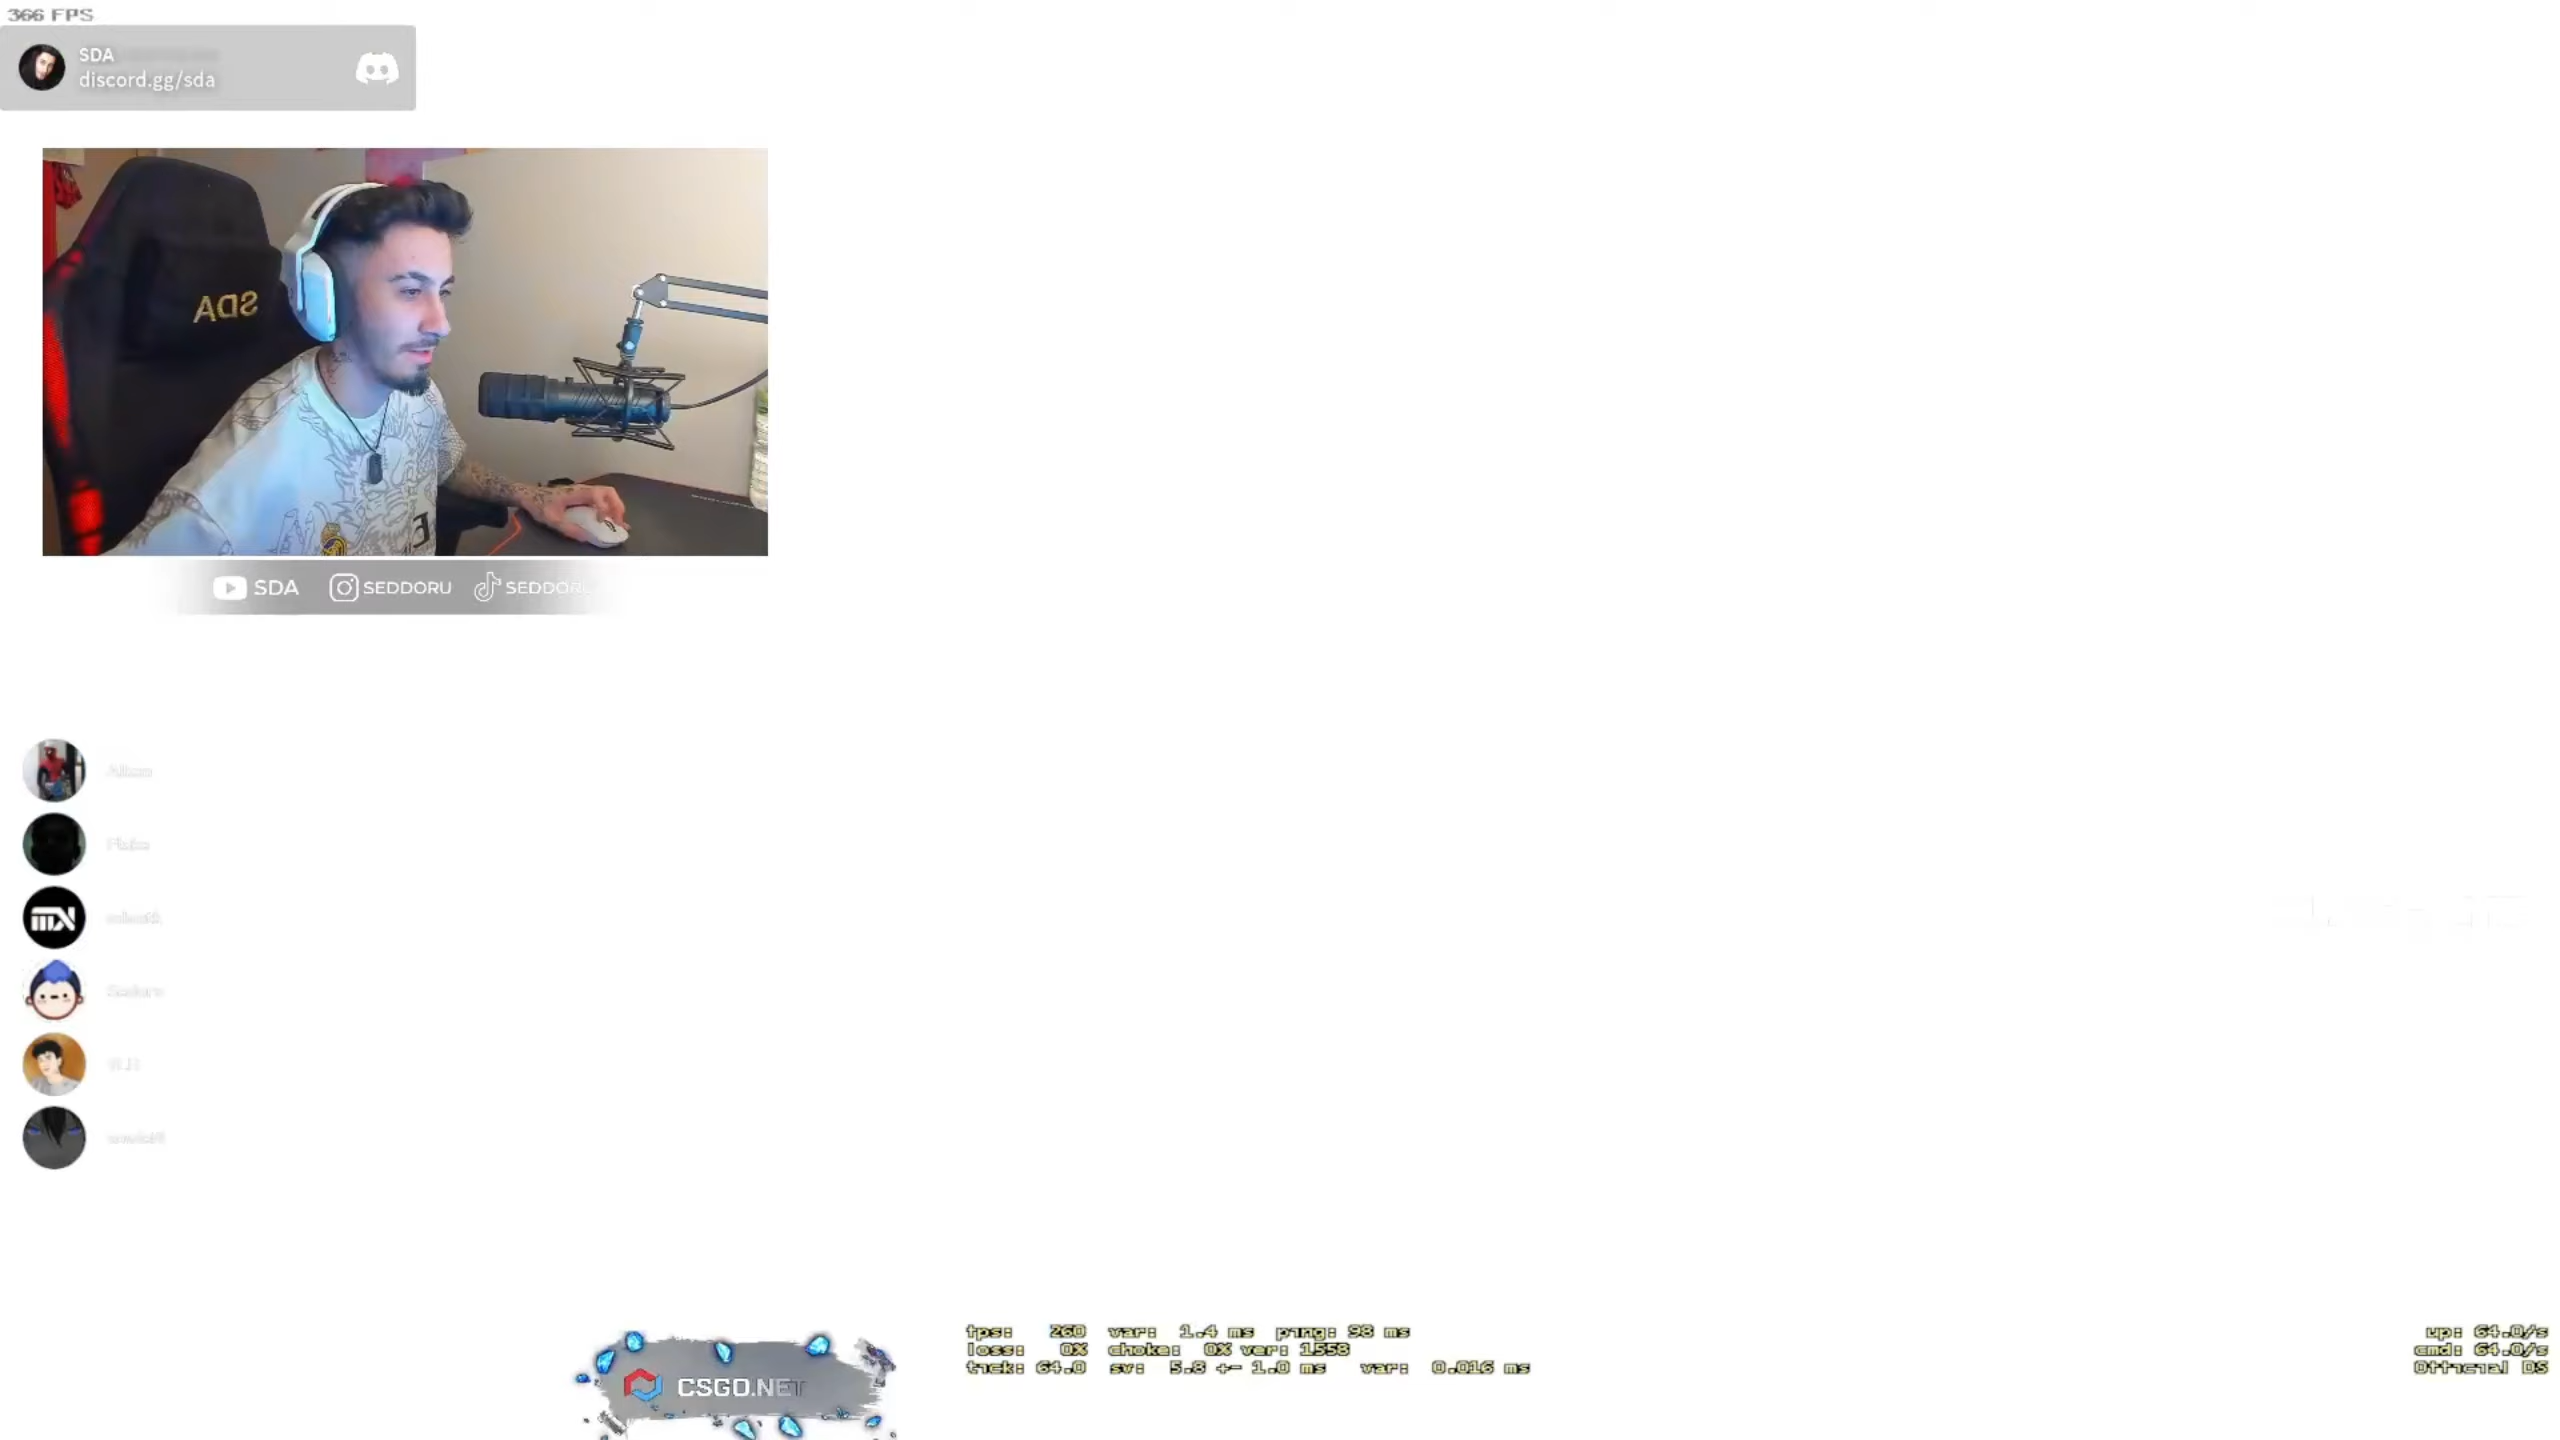 366 FPS
SDA
discord.gg/sda
SDA
SDA SEDDORU SEDDORU
fps: 260 var: 1.4 ms ping: 98 ms
loss: 0% choke: 0% ver: 1558
tick: 64.0 sv: 5.8 +- 1.0 ms var: 0.016 ms
up: 64.0/s
cmd: 64.0/s
Official DS
CSGO.NET